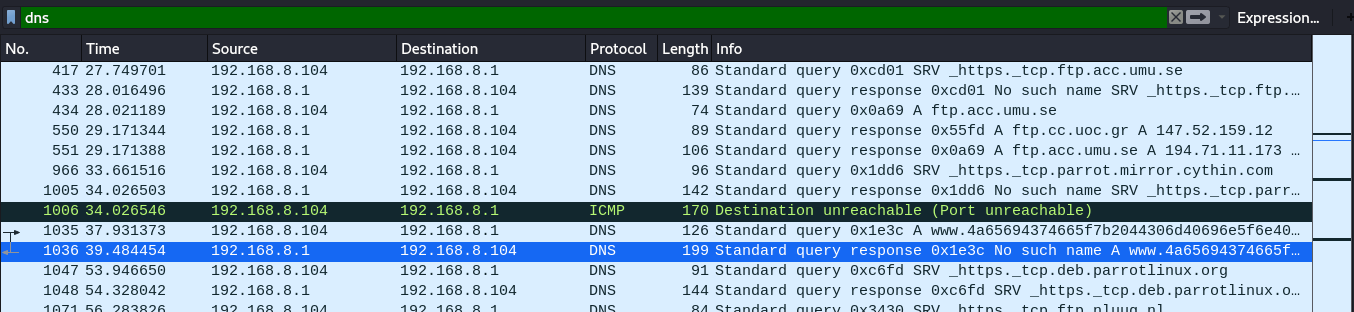 dns Expression...
No. Time Source Destination Protocol Length Info
417 27.749701 192.168.8.104 192.168.8.1 DNS 86 Standard query 0xcd01 SRV _https._tcp.ftp.acc.umu.se
433 28.016496 192.168.8.1 192.168.8.104 DNS 139 Standard query response 0xcd01 No such name SRV _https._tcp.ftp.…
434 28.021189 192.168.8.104 192.168.8.1 DNS 74 Standard query 0x0a69 A ftp.acc.umu.se
550 29.171344 192.168.8.1 192.168.8.104 DNS 89 Standard query response 0x55fd A ftp.cc.uoc.gr A 147.52.159.12
551 29.171388 192.168.8.1 192.168.8.104 DNS 106 Standard query response 0x0a69 A ftp.acc.umu.se A 194.71.11.173 …
966 33.661516 192.168.8.104 192.168.8.1 DNS 96 Standard query 0x1dd6 SRV _https._tcp.parrot.mirror.cythin.com
1005 34.026503 192.168.8.1 192.168.8.104 DNS 142 Standard query response 0x1dd6 No such name SRV _https._tcp.parr…
1006 34.026546 192.168.8.104 192.168.8.1 ICMP 170 Destination unreachable (Port unreachable)
1035 37.931373 192.168.8.104 192.168.8.1 DNS 126 Standard query 0x1e3c A www.4a65694374665f7b2044306d40696e5f6e40…
1036 39.484454 192.168.8.1 192.168.8.104 DNS 199 Standard query response 0x1e3c No such name A www.4a65694374665f…
1047 53.946650 192.168.8.104 192.168.8.1 DNS 91 Standard query 0xc6fd SRV _https._tcp.deb.parrotlinux.org
1048 54.328042 192.168.8.1 192.168.8.104 DNS 144 Standard query response 0xc6fd SRV _https._tcp.deb.parrotlinux.o…
1071 56.283826 192.168.8.104 192.168.8.1 DNS 84 Standard query 0x3430 SRV _https._tcp.ftp.nluug.nl